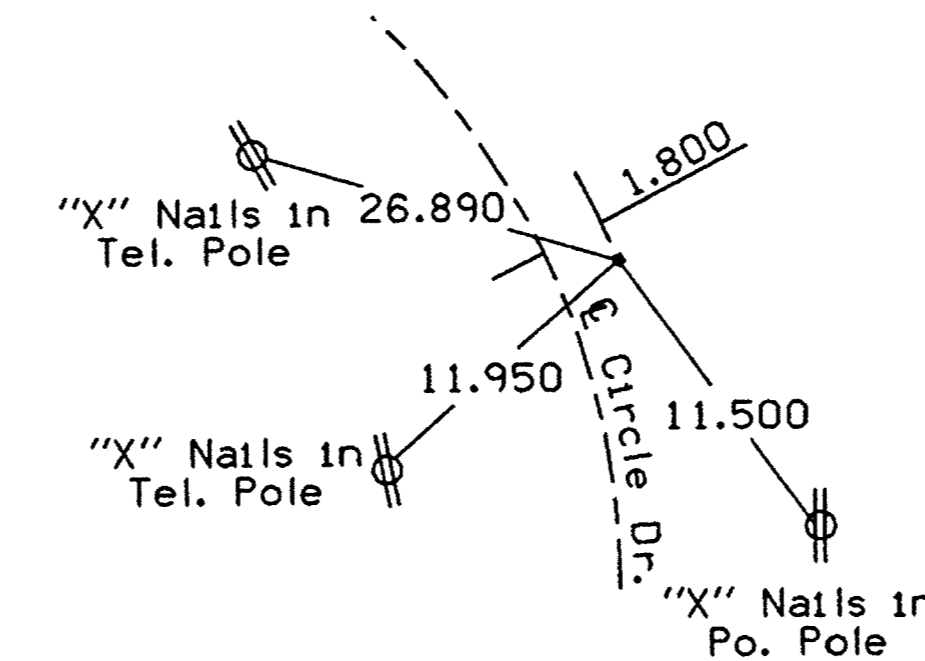 1.800
"X" Nails in
Tel. Pole
26.890
11.950
℄ Circle Dr.
11.500
"X" Nails in
Tel. Pole
"X" Nails in
Po. Pole